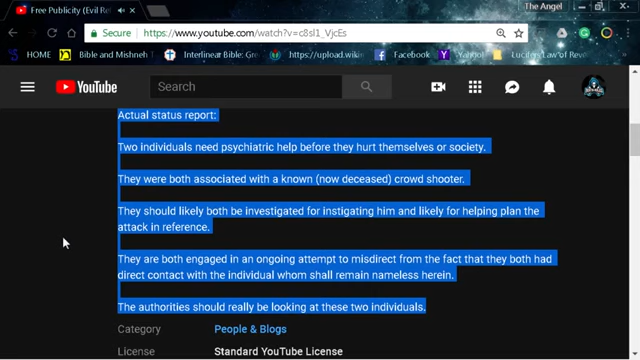 Free Publicity (Evil Re
The Angel
Secure
https://www.youtube.com/watch?v=c8sl1_VjcEs
HOME
Bible and Mishneh T
Interlinear Bible: Gre
https://upload.wikim
Facebook
Yahoo
YouTube
Lucifers Law of Revo
YouTube
Search
Actual status report:
Two individuals need psychiatric help before they hurt themselves or society.
They were both associated with a known (now deceased) crowd shooter.
They should likely both be investigated for instigating him and likely for helping plan the
attack in reference.
They are both engaged in an ongoing attempt to misdirect from the fact that they both had
direct contact with the individual whom shall remain nameless herein.
The authorities should really be looking at these two individuals.
Category
People & Blogs
License
Standard YouTube License